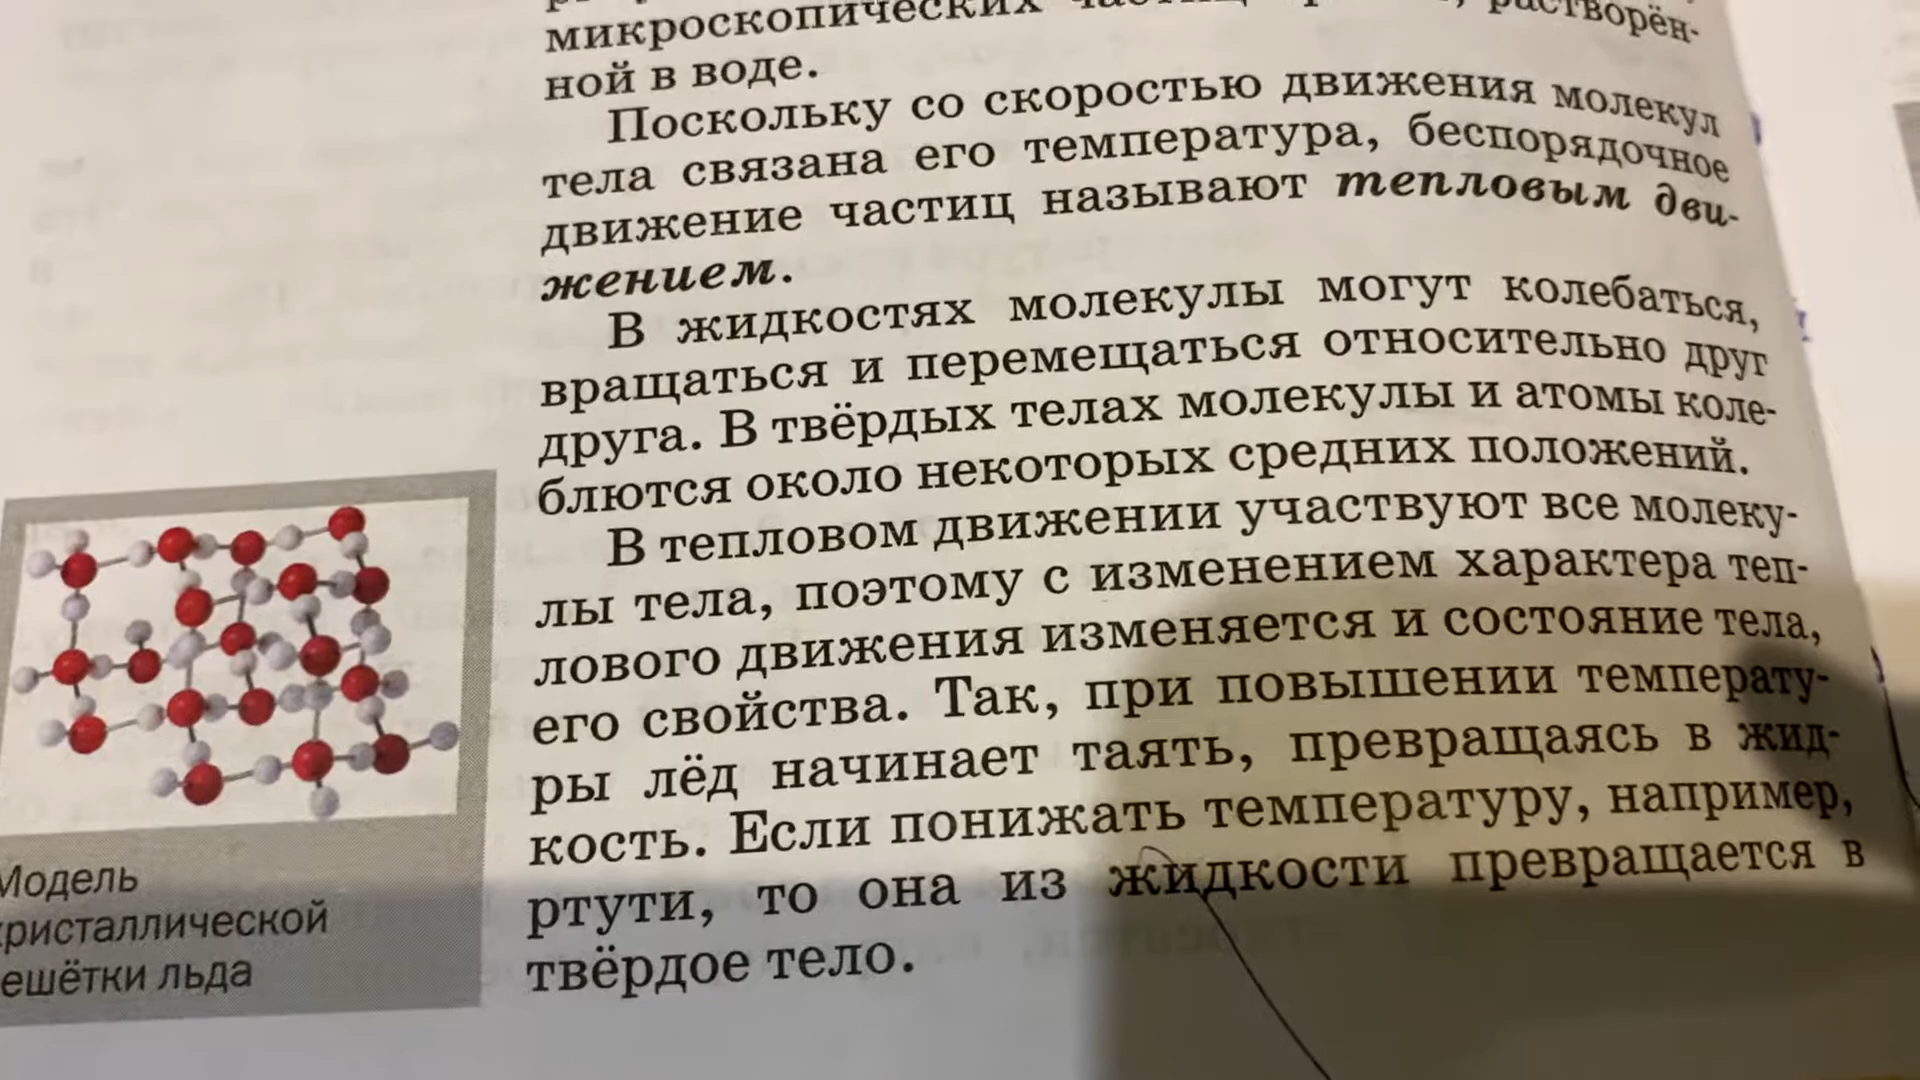 микроскопических
ной в воде.
Поскольку со скоростью движения молекул
тела связана его температура, беспорядочное
движение частиц называют тепловым дви-
жением.
В жидкостях молекулы могут колебаться,
вращаться и перемещаться относительно друг
друга. В твёрдых телах молекулы и атомы коле-
блются около некоторых средних положений.
В тепловом движении участвуют все молеку-
лы тела, поэтому с изменением характера теп-
лового движения изменяется и состояние тела,
его свойства. Так, при повышении температу-
ры лёд начинает таять, превращаясь в жид-
кость. Если понижать температуру, например,
ртути, то она из жидкости превращается в
твёрдое тело.
Модель
кристаллической
ешётки льда